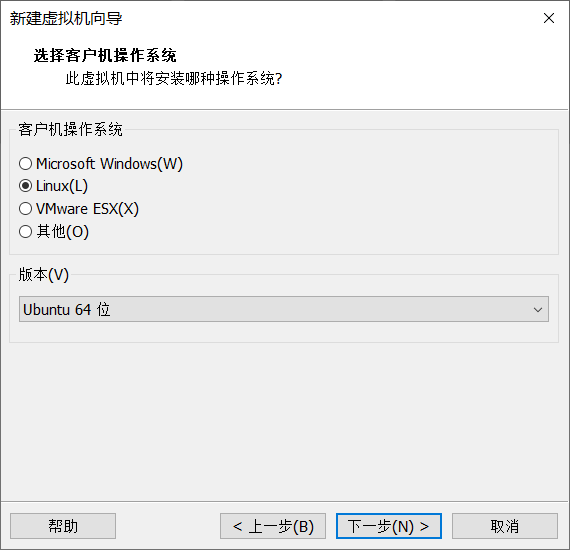 新建虚拟机向导
选择客户机操作系统
此虚拟机中将安装哪种操作系统?
客户机操作系统
Microsoft Windows(W)
Linux(L)
VMware ESX(X)
其他(O)
版本(V)
Ubuntu 64 位
帮助
< 上一步(B)
下一步(N) >
取消